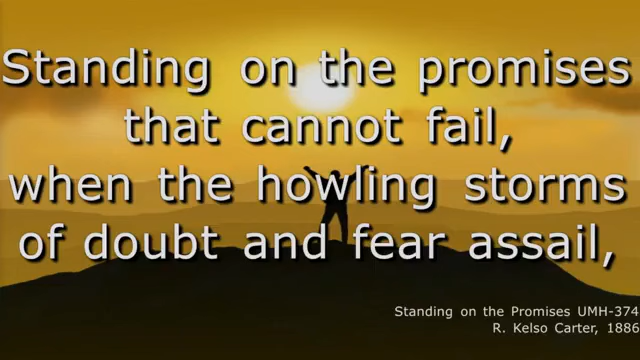 Standing on the promises
that cannot fail,
when the howling storms
of doubt and fear assail,
Standing on the Promises UMH-374
R. Kelso Carter, 1886